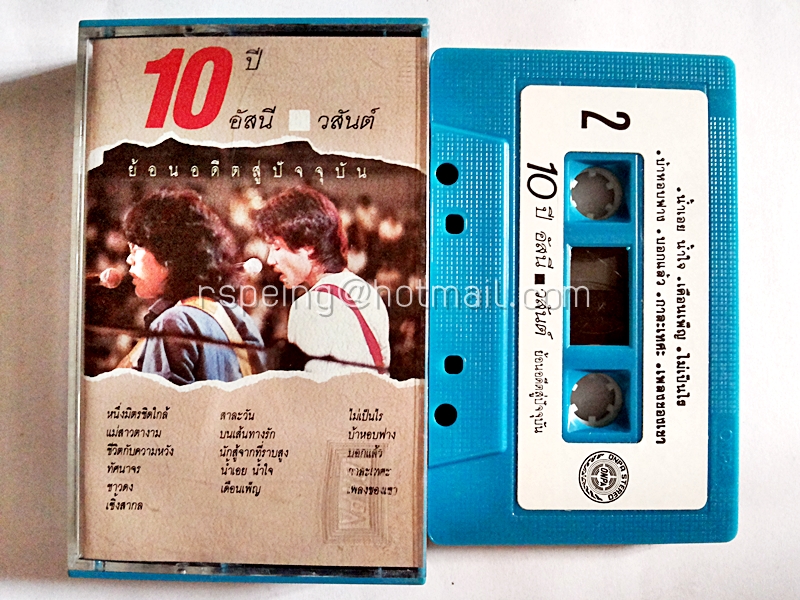 10 ปี
อัสนี วสันต์
ย้อนอดีตสู่ปัจจุบัน
rspeing@hotmail.com
หนึ่งมิตรชิดใกล้
แม่สาวตางาม
ชีวิตกับความหวัง
ทัศนาจร
ชาวดง
เซิ้งสากล
สาละวัน
บนเส้นทางรัก
นักสู้จากที่ราบสูง
น้ำเอย น้ำใจ
เดือนเพ็ญ
ไม่เป็นไร
บ้าหอบฟาง
บอกแล้ว
กาละเทศะ
เพลงของเขา
2
10 ปี อัสนี วสันต์ ย้อนอดีตสู่ปัจจุบัน
•น้ำเอย น้ำใจ •เดือนเพ็ญ •ไม่เป็นไร
•บ้าหอบฟาง •บอกแล้ว •กาละเทศะ •เพลงของเขา
ONPA STEREO
ONPA